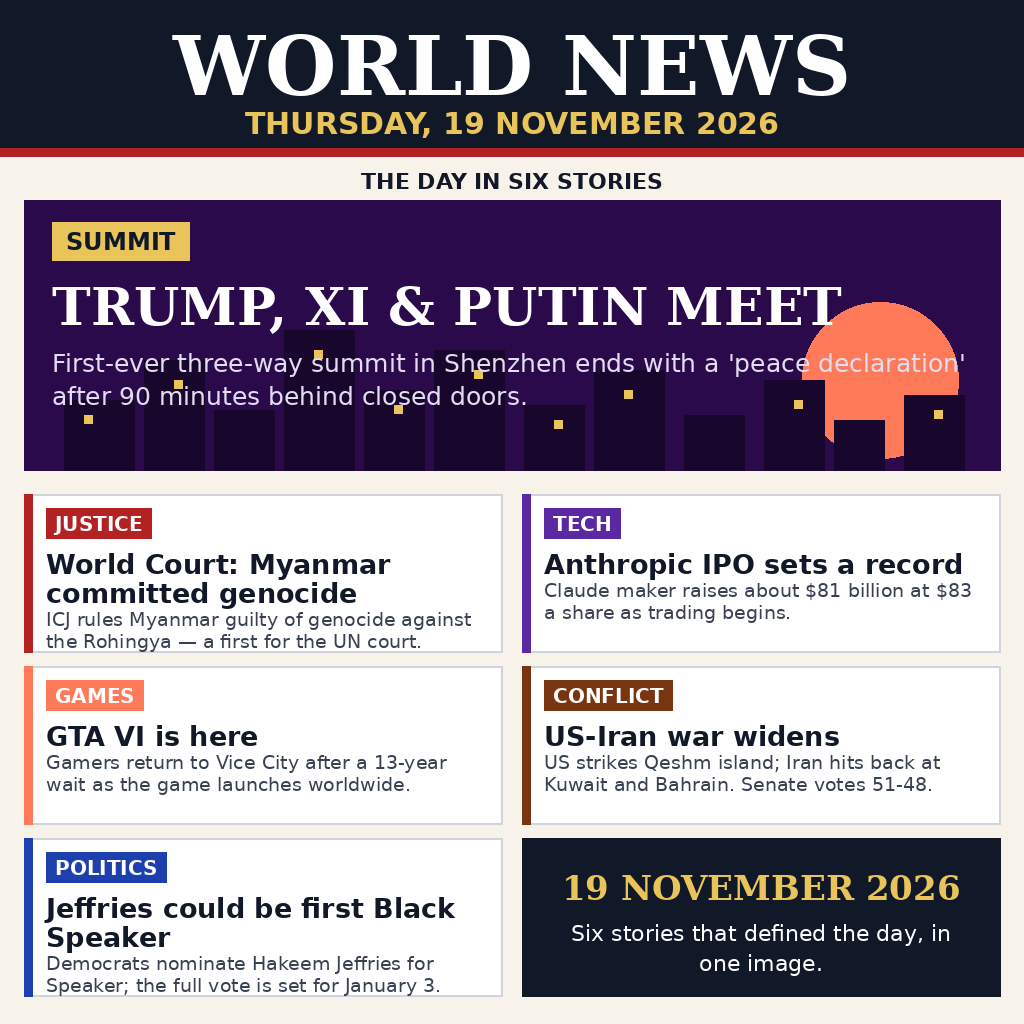 WORLD NEWS
THURSDAY, 19 NOVEMBER 2026
THE DAY IN SIX STORIES
SUMMIT
TRUMP, XI & PUTIN MEET
First-ever three-way summit in Shenzhen ends with a 'peace declaration'
after 90 minutes behind closed doors.
JUSTICE
World Court: Myanmar
committed genocide
ICJ rules Myanmar guilty of genocide against
the Rohingya — a first for the UN court.
TECH
Anthropic IPO sets a record
Claude maker raises about $81 billion at $83
a share as trading begins.
GAMES
GTA VI is here
Gamers return to Vice City after a 13-year
wait as the game launches worldwide.
CONFLICT
US-Iran war widens
US strikes Qeshm island; Iran hits back at
Kuwait and Bahrain. Senate votes 51-48.
POLITICS
Jeffries could be first Black
Speaker
Democrats nominate Hakeem Jeffries for
Speaker; the full vote is set for January 3.
19 NOVEMBER 2026
Six stories that defined the day, in
one image.